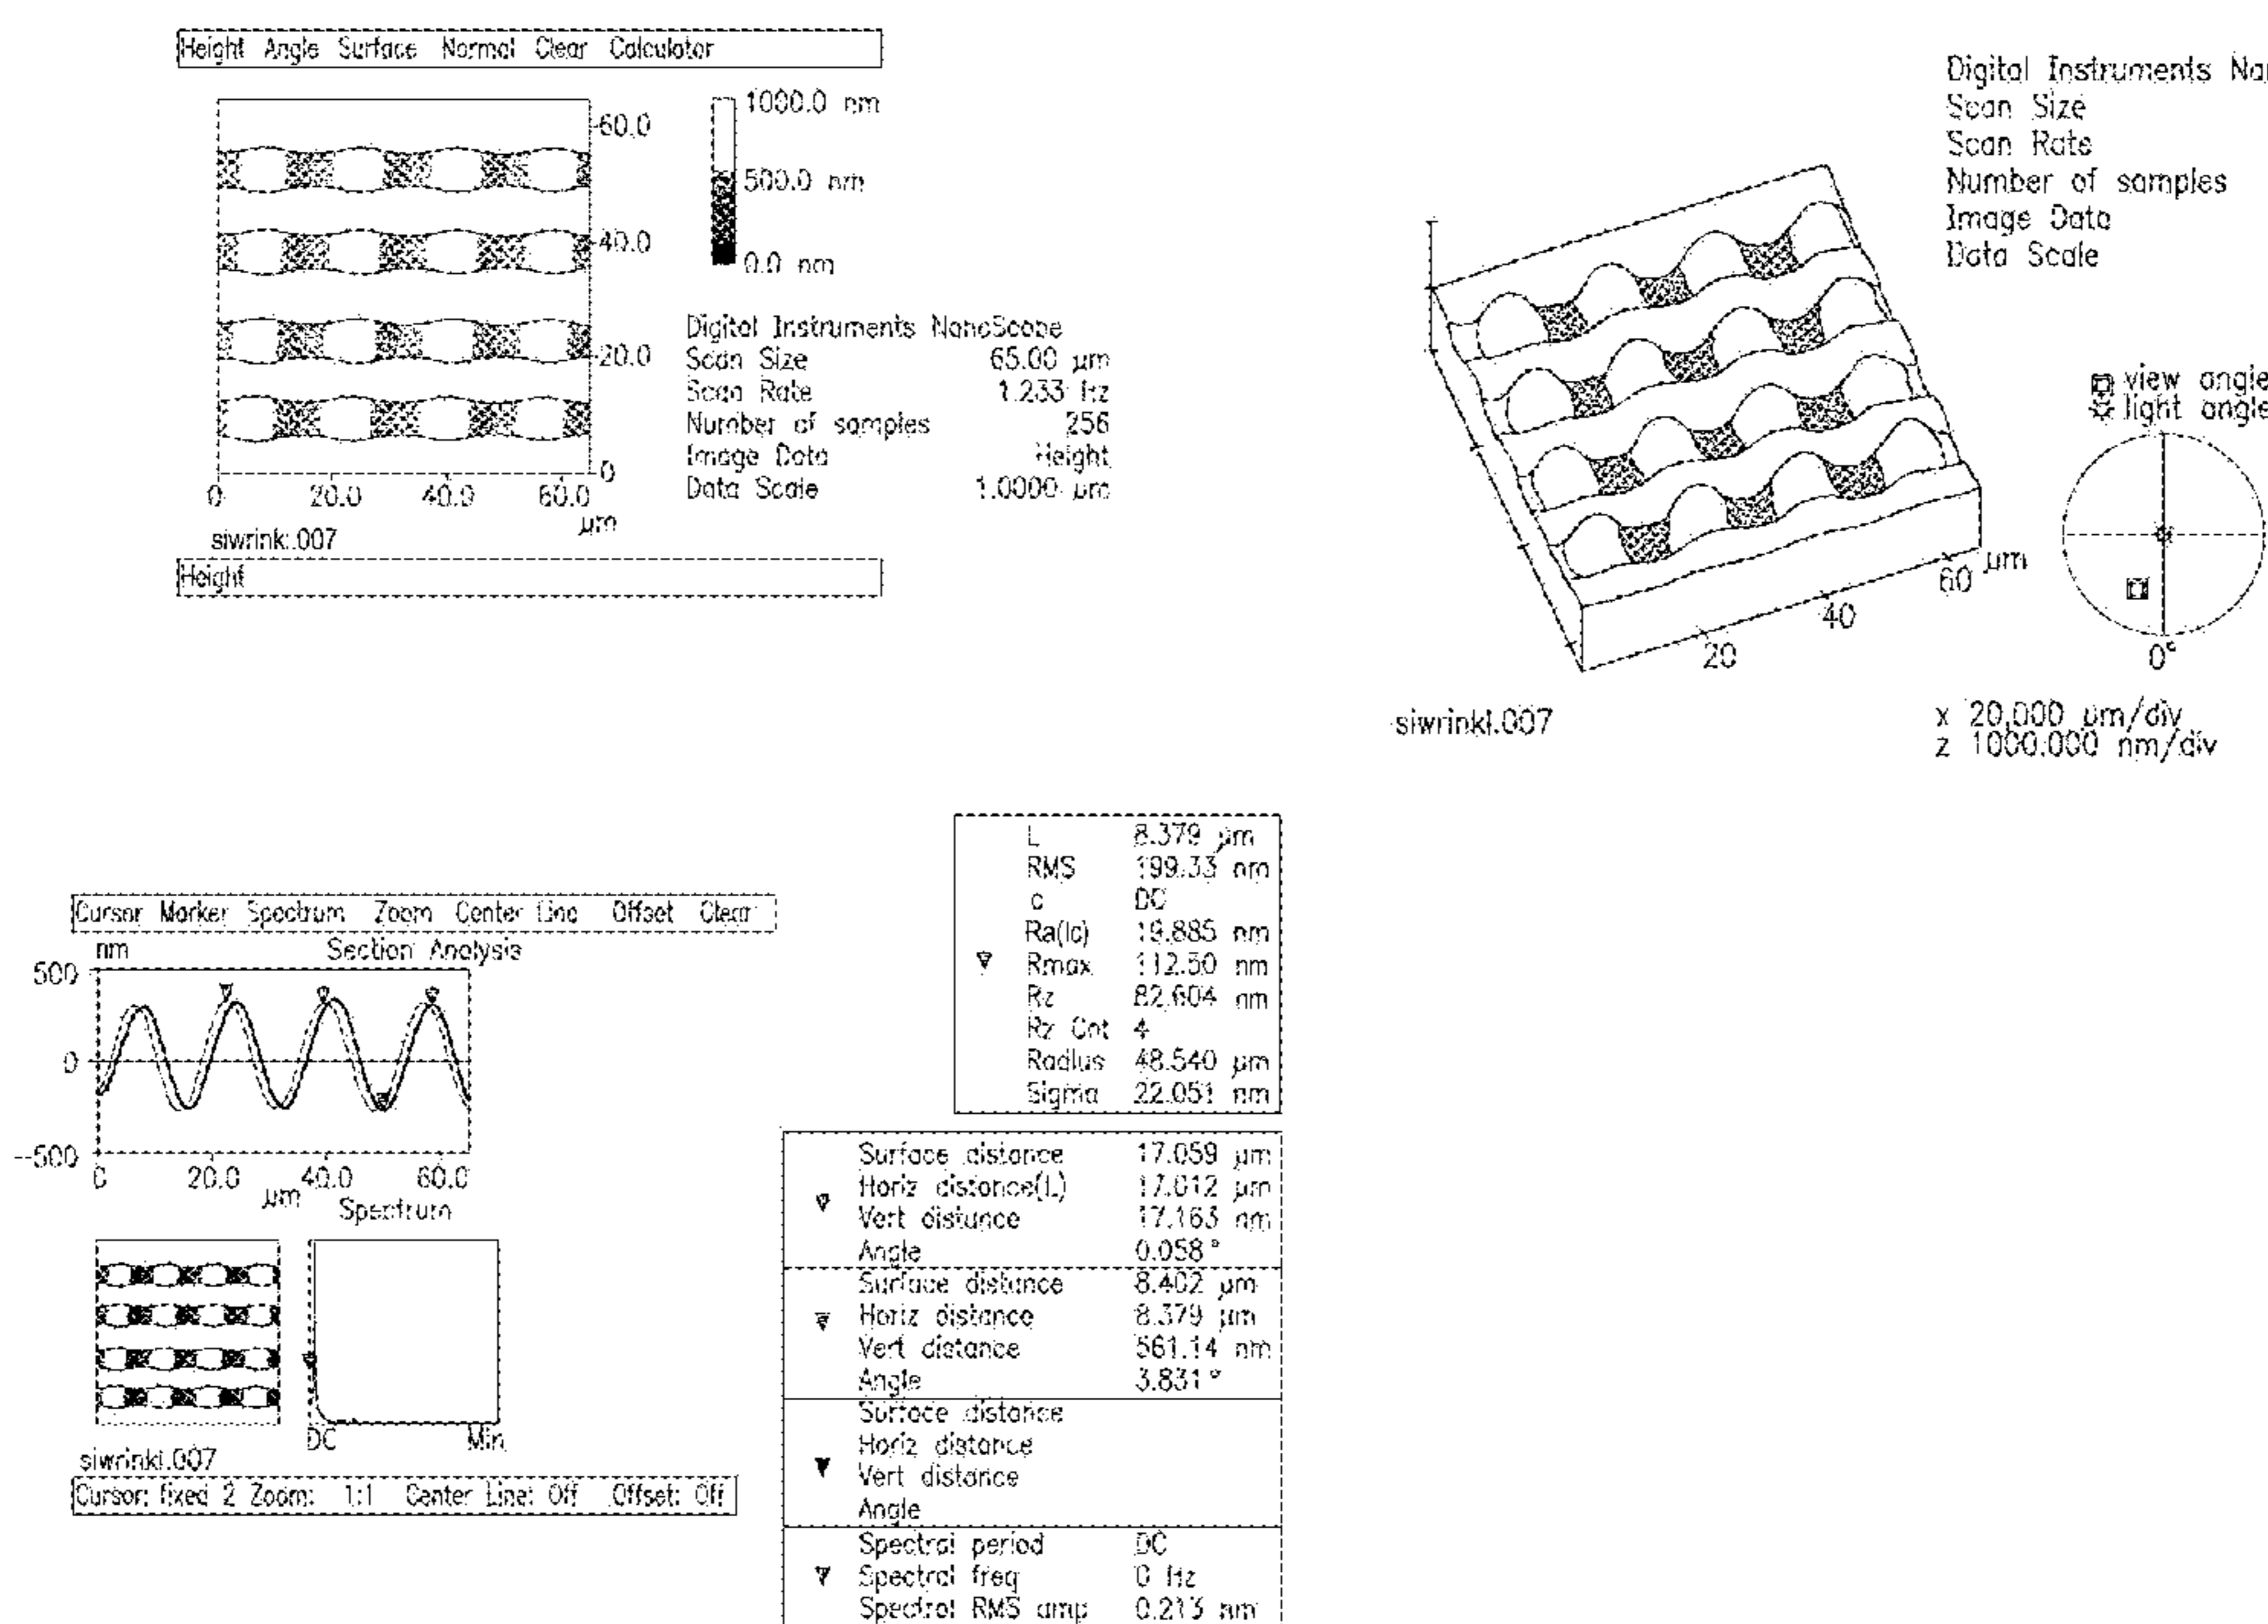 Height Angle Surface Normal Clear Calculator
1000.0 nm
500.0 nm
0.0 nm
60.0
40.0
20.0
0
0 20.0 40.0 60.0
µm
siwrink:.007
Height
Digital Instruments NanoScope
Scan Size 65.00 µm
Scan Rate 1.233 Hz
Number of samples 256
Image Data Height
Data Scale 1.0000 µm
Digital Instruments Na
Scan Size
Scan Rate
Number of samples
Image Data
Data Scale
view angle
light angle
0°
20
40
60 µm
siwrinkl.007
x 20,000 µm/div
z 1000.000 nm/div
L 8.379 µm
RMS 199.33 nm
c DC
Ra(lc) 19.885 nm
Rmax 112.50 nm
Rz 82.604 nm
Rz Cnt 4
Radius 48.540 µm
Sigma 22.051 nm
Cursor Marker Spectrum Zoom Center Line Offset Clear
nm Section Analysis
500
0
--500
0 20.0 40.0 60.0
µm
Spectrum
DC Min
siwrinkl.007
Cursor: fixed 2 Zoom: 1:1 Center Line: Off Offset: Off
Surface distance 17.059 µm
Horiz distance(L) 17.012 µm
Vert distance 17.163 nm
Angle 0.058°
Surface distance 8.402 µm
Horiz distance 8.379 µm
Vert distance 561.14 nm
Angle 3.831°
Surface distance
Horiz distance
Vert distance
Angle
Spectral period DC
Spectral freq 0 Hz
Spectral RMS amp 0.213 nm